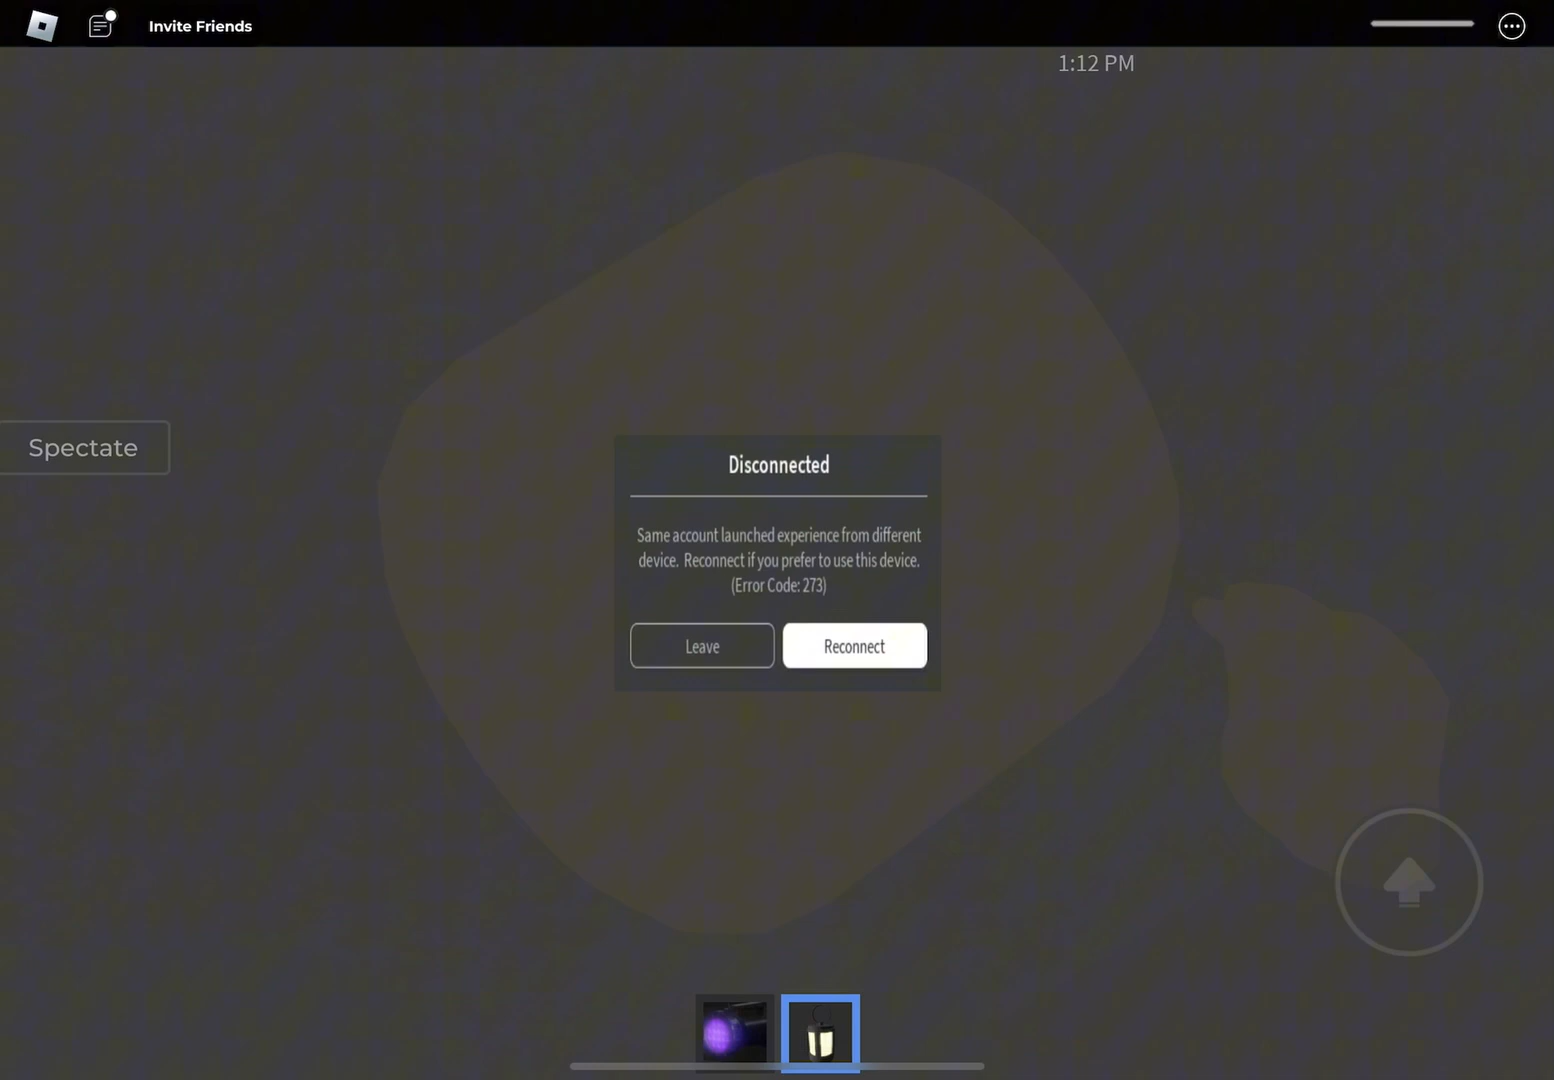 Invite Friends
1:12 PM
Spectate
Disconnected
Same account launched experience from different
device. Reconnect if you prefer to use this device.
(Error Code: 273)
Leave
Reconnect